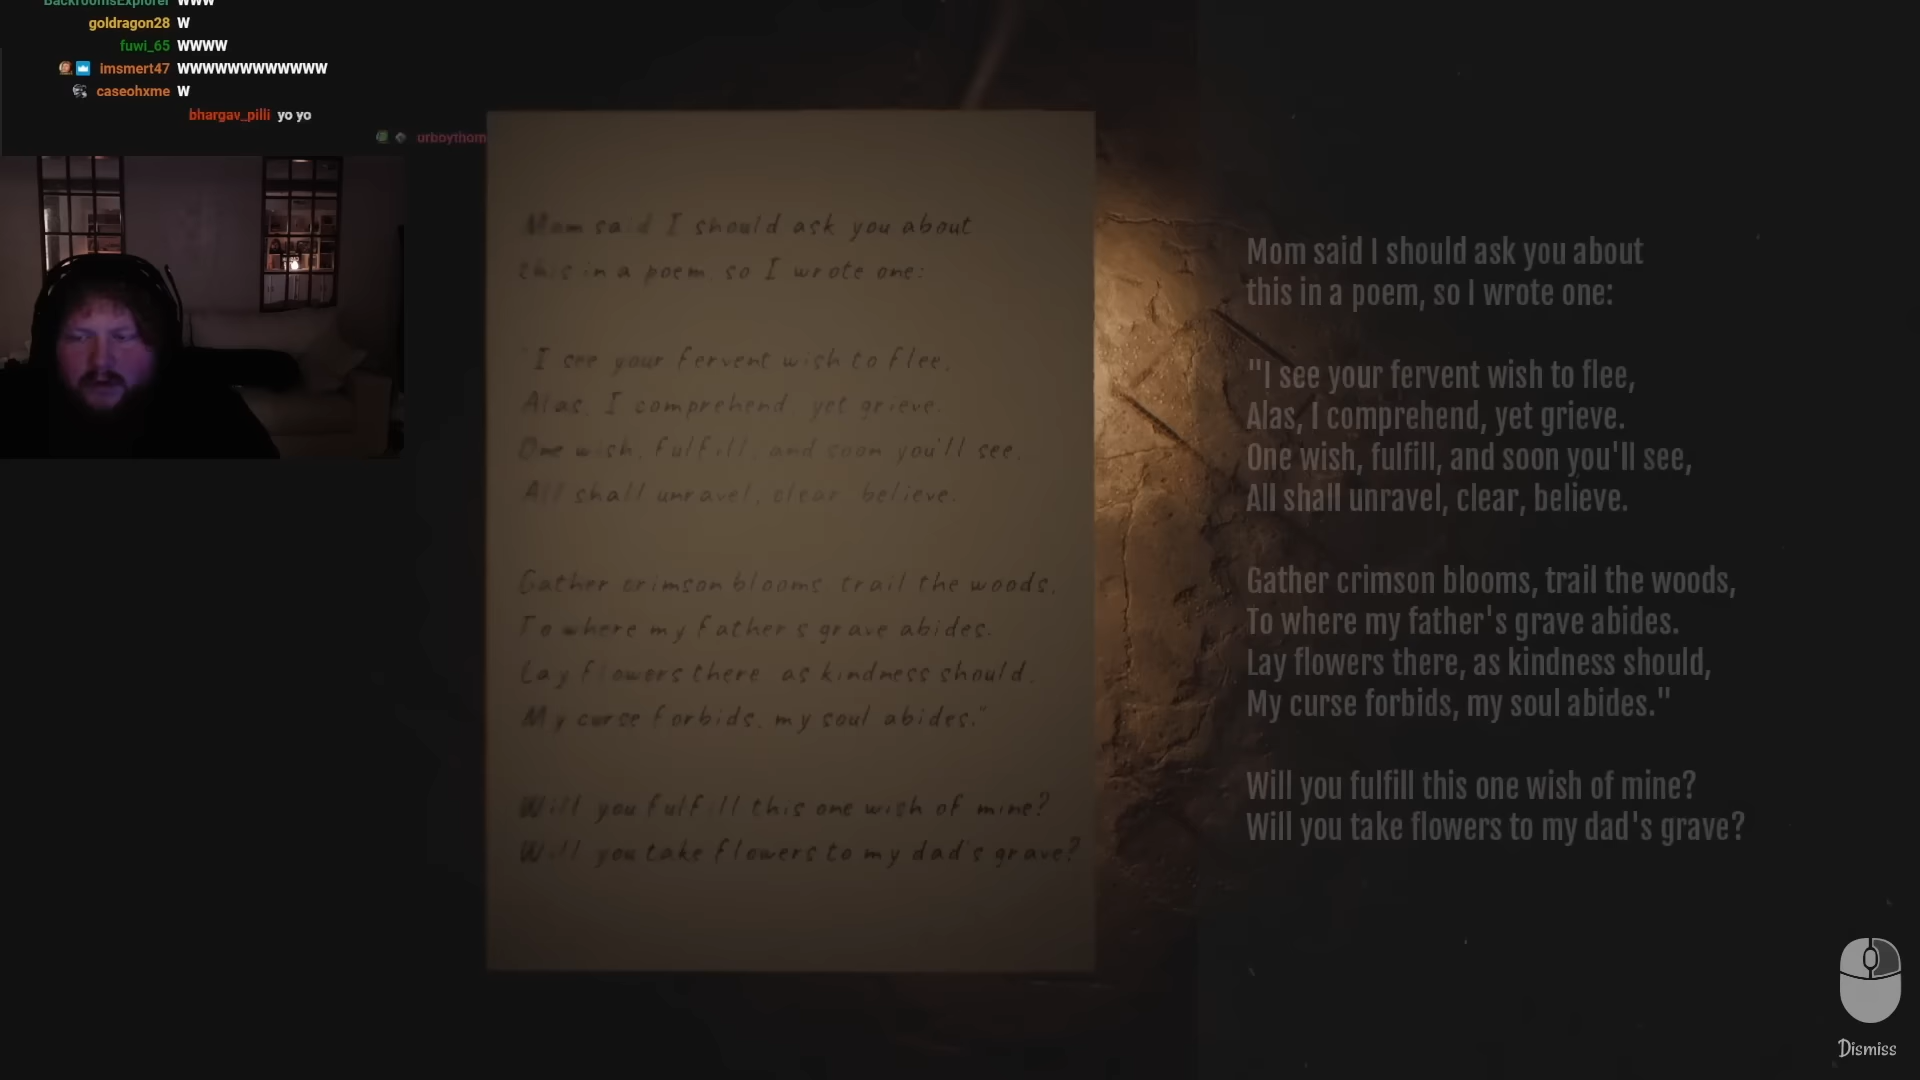 BackroomsExplorer WWW
goldragon28 W
fuwi_65 WWWW
imsmert47 WWWWWWWWWWWW
caseohxme W
bhargav_pilli yo yo
urboythom
Mom said I should ask you about
this in a poem, so I wrote one:
"I see your fervent wish to flee,
Alas, I comprehend, yet grieve.
One wish, fulfill, and soon you'll see,
All shall unravel, clear, believe.
Gather crimson blooms, trail the woods,
To where my father's grave abides.
Lay flowers there, as kindness should,
My curse forbids, my soul abides."
Will you fulfill this one wish of mine?
Will you take flowers to my dad's grave?
Mom said I should ask you about
this in a poem, so I wrote one:
"I see your fervent wish to flee,
Alas, I comprehend, yet grieve.
One wish, fulfill, and soon you'll see,
All shall unravel, clear, believe.
Gather crimson blooms, trail the woods,
To where my father's grave abides.
Lay flowers there, as kindness should,
My curse forbids, my soul abides."
Will you fulfill this one wish of mine?
Will you take flowers to my dad's grave?
Dismiss